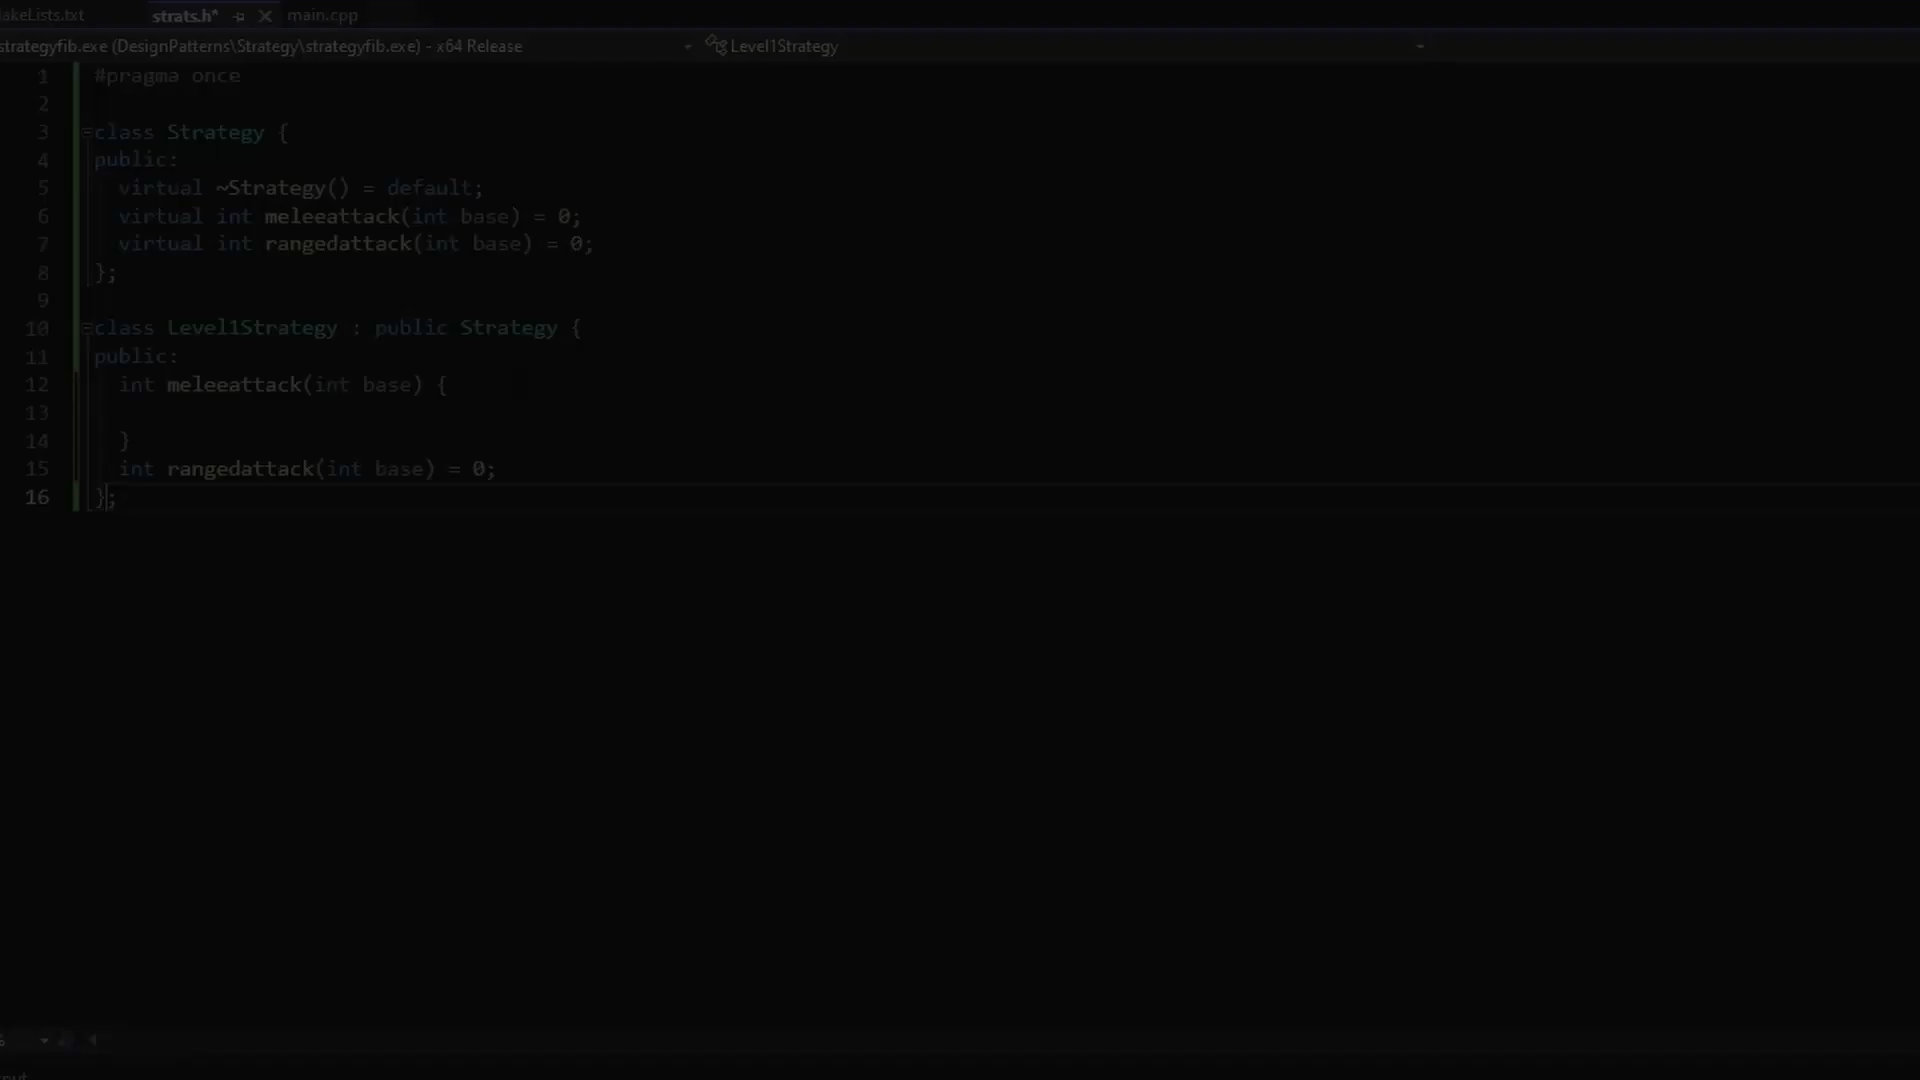 akeLists.txt strats.h* main.cpp
strategyfib.exe (DesignPatterns\Strategy\strategyfib.exe) - x64 Release Level1Strategy
1 #pragma once
2
3 class Strategy {
4 public:
5 virtual ~Strategy() = default;
6 virtual int meleeattack(int base) = 0;
7 virtual int rangedattack(int base) = 0;
8 };
9
10 class Level1Strategy : public Strategy {
11 public:
12 int meleeattack(int base) {
13
14 }
15 int rangedattack(int base) = 0;
16 };